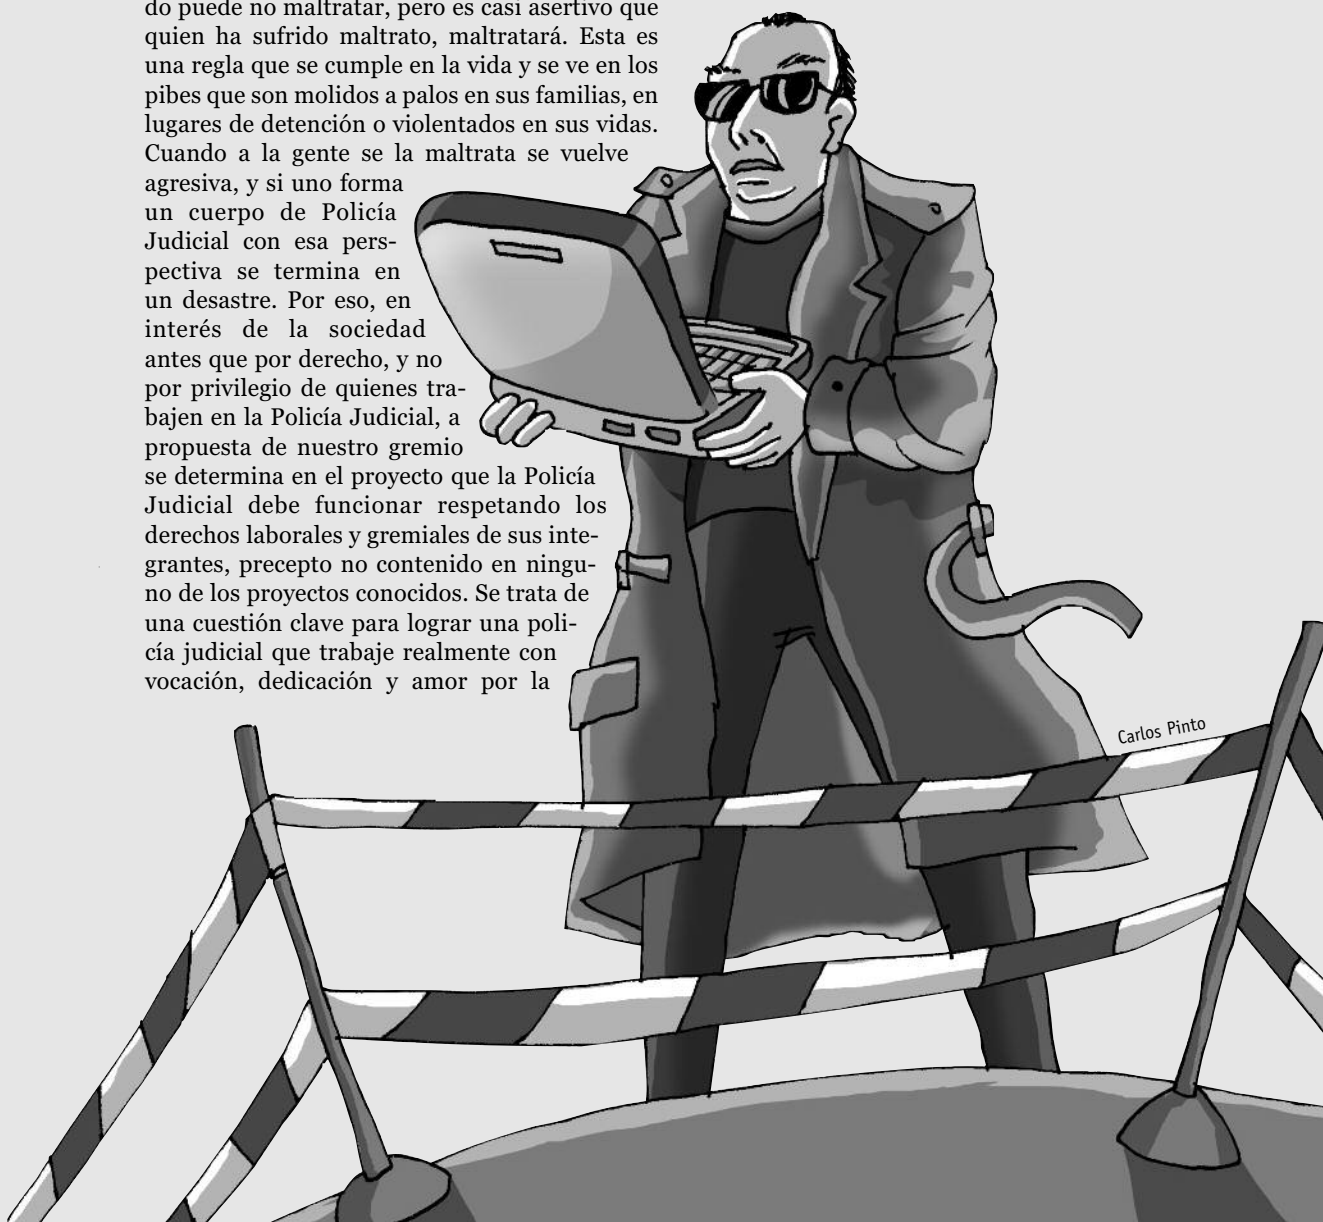 do puede no maltratar, pero es casi asertivo que
quien ha sufrido maltrato, maltratará. Esta es
una regla que se cumple en la vida y se ve en los
pibes que son molidos a palos en sus familias, en
lugares de detención o violentados en sus vidas.
Cuando a la gente se la maltrata se vuelve
agresiva, y si uno forma
un cuerpo de Policía
Judicial con esa pers-
pectiva se termina en
un desastre. Por eso, en
interés de la sociedad
antes que por derecho, y no
por privilegio de quienes tra-
bajen en la Policía Judicial, a
propuesta de nuestro gremio
se determina en el proyecto que la Policía
Judicial debe funcionar respetando los
derechos laborales y gremiales de sus inte-
grantes, precepto no contenido en ningu-
no de los proyectos conocidos. Se trata de
una cuestión clave para lograr una poli-
cía judicial que trabaje realmente con
vocación, dedicación y amor por la
Carlos Pinto